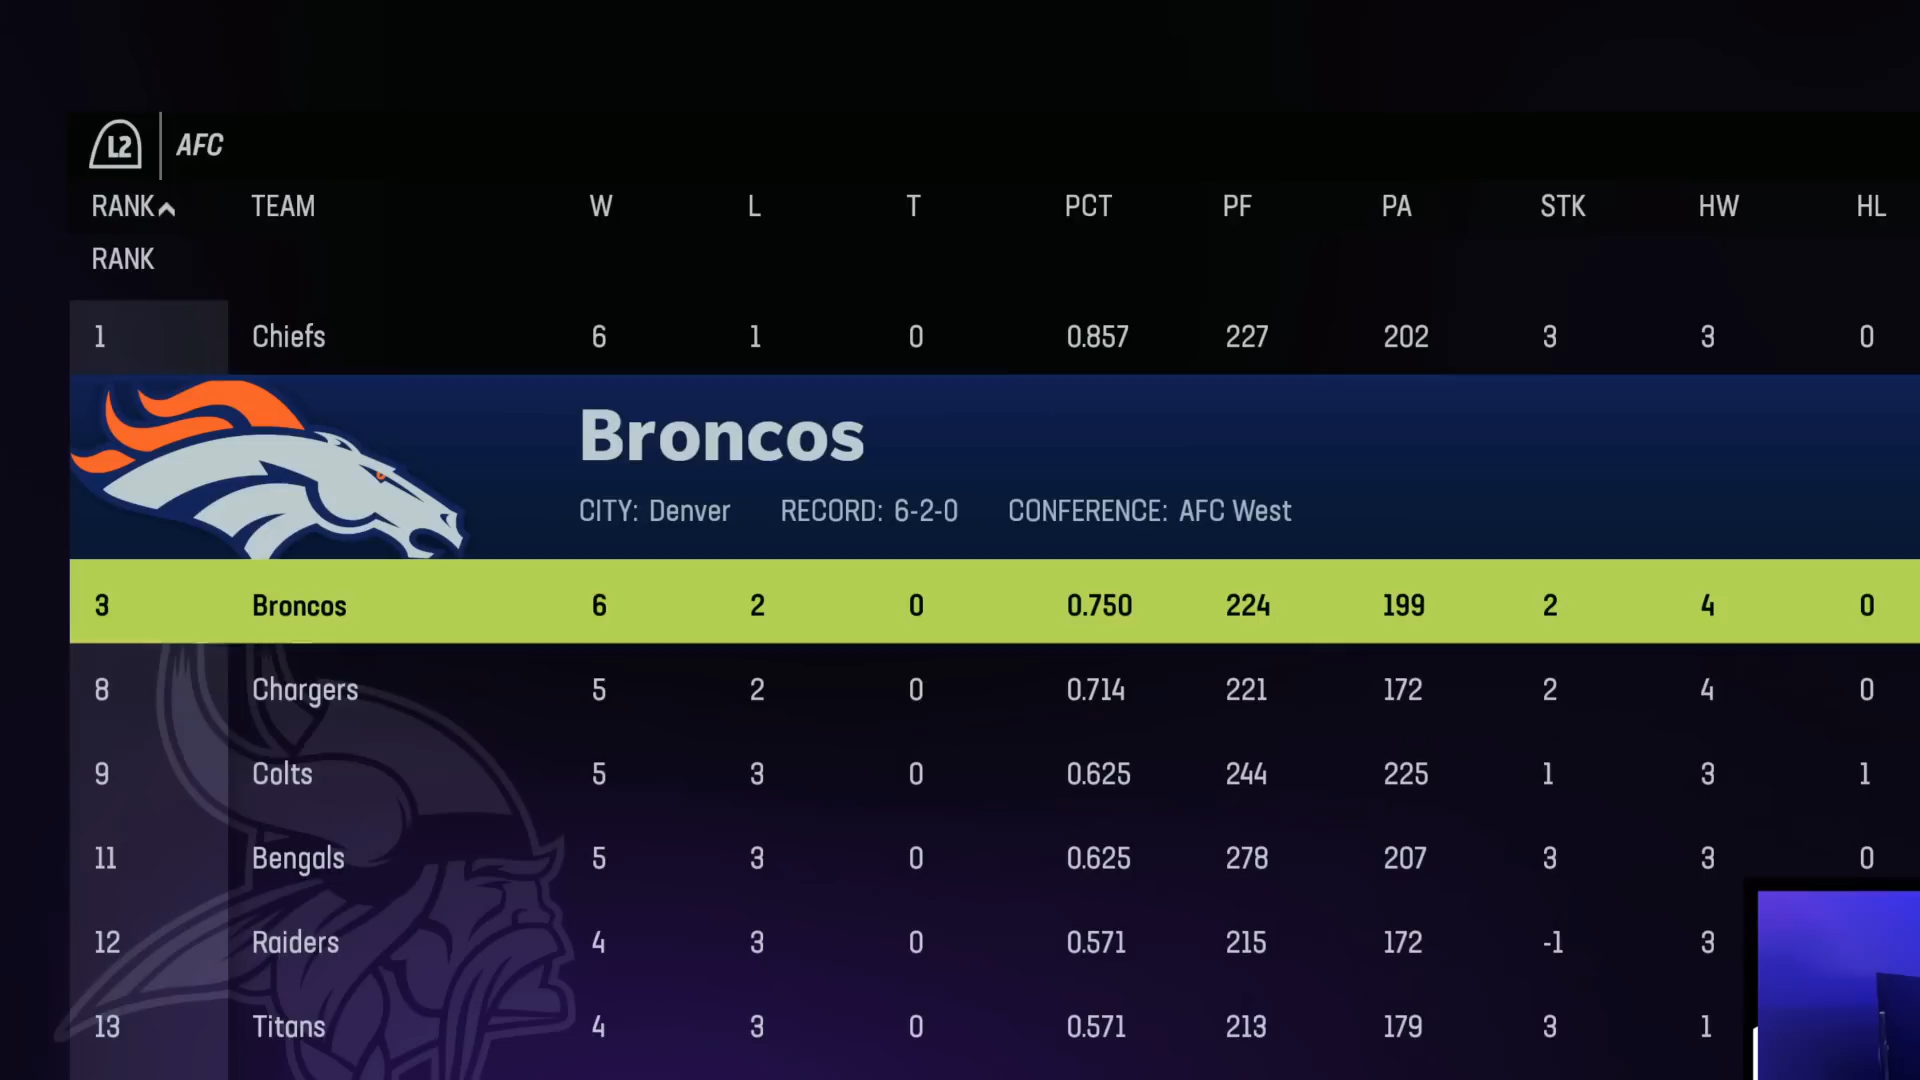 L2 AFC
RANK TEAM W L T PCT PF PA STK HW HL
RANK
1 Chiefs 6 1 0 0.857 227 202 3 3 0
Broncos
CITY: Denver RECORD: 6-2-0 CONFERENCE: AFC West
3 Broncos 6 2 0 0.750 224 199 2 4 0
8 Chargers 5 2 0 0.714 221 172 2 4 0
9 Colts 5 3 0 0.625 244 225 1 3 1
11 Bengals 5 3 0 0.625 278 207 3 3 0
12 Raiders 4 3 0 0.571 215 172 -1 3
13 Titans 4 3 0 0.571 213 179 3 1